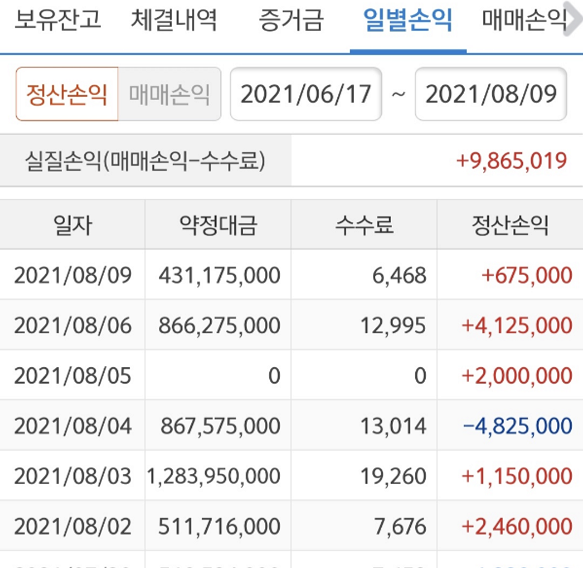 보유잔고 체결내역 증거금 일별손익 매매손익
정산손익 매매손익 2021/06/17 ~ 2021/08/09
실질손익(매매손익-수수료) +9,865,019
일자 약정대금 수수료 정산손익
2021/08/09 431,175,000 6,468 +675,000
2021/08/06 866,275,000 12,995 +4,125,000
2021/08/05 0 0 +2,000,000
2021/08/04 867,575,000 13,014 -4,825,000
2021/08/03 1,283,950,000 19,260 +1,150,000
2021/08/02 511,716,000 7,676 +2,460,000